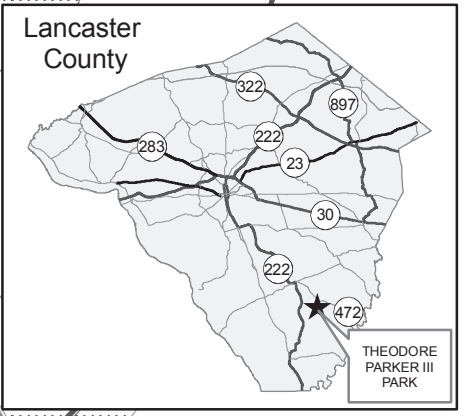 Lancaster
County
322
897
222
283
23
30
222
472
THEODORE
PARKER III
PARK